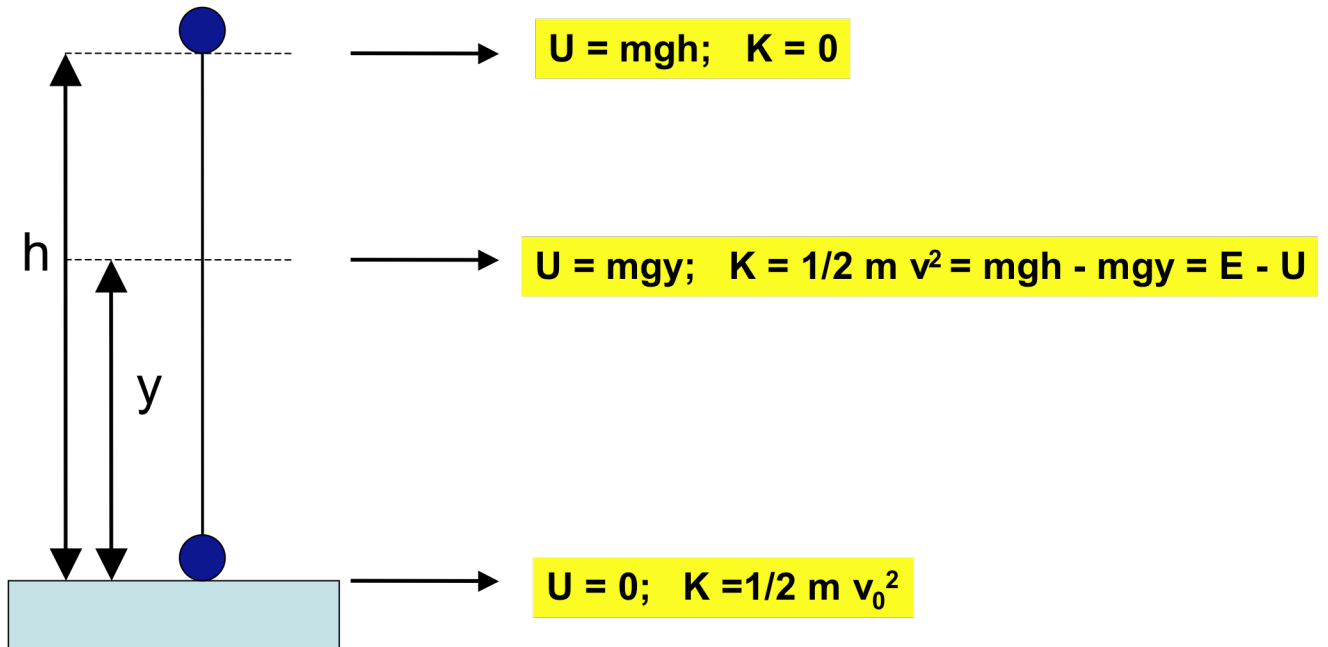 U = mgh; K = 0
h
U = mgy; K = 1/2 m v² = mgh - mgy = E - U
y
U = 0; K =1/2 m v₀²